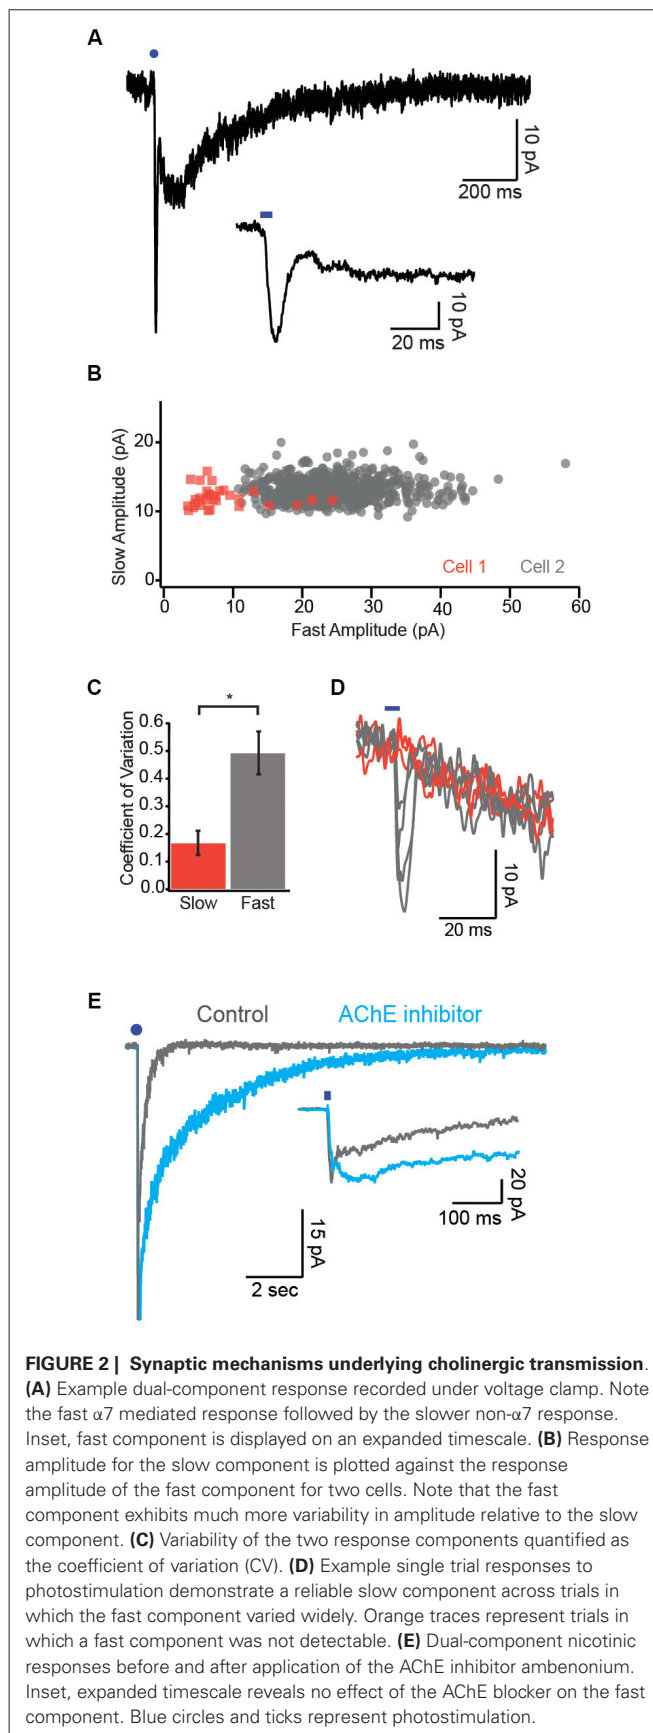 A
10 pA
200 ms
10 pA
20 ms
B
Slow Amplitude (pA)
20
10
0
Cell 1
Cell 2
0 10 20 30 40 50 60
Fast Amplitude (pA)
C
*
Coefficient of Variation
0.6
0.5
0.4
0.3
0.2
0.1
0.0
Slow
Fast
D
10 pA
20 ms
E
Control
AChE inhibitor
20 pA
100 ms
15 pA
2 sec
FIGURE 2 | Synaptic mechanisms underlying cholinergic transmission.
(A) Example dual-component response recorded under voltage clamp. Note
the fast α7 mediated response followed by the slower non-α7 response.
Inset, fast component is displayed on an expanded timescale. (B) Response
amplitude for the slow component is plotted against the response
amplitude of the fast component for two cells. Note that the fast
component exhibits much more variability in amplitude relative to the slow
component. (C) Variability of the two response components quantified as
the coefficient of variation (CV). (D) Example single trial responses to
photostimulation demonstrate a reliable slow component across trials in
which the fast component varied widely. Orange traces represent trials in
which a fast component was not detectable. (E) Dual-component nicotinic
responses before and after application of the AChE inhibitor ambenonium.
Inset, expanded timescale reveals no effect of the AChE blocker on the fast
component. Blue circles and ticks represent photostimulation.